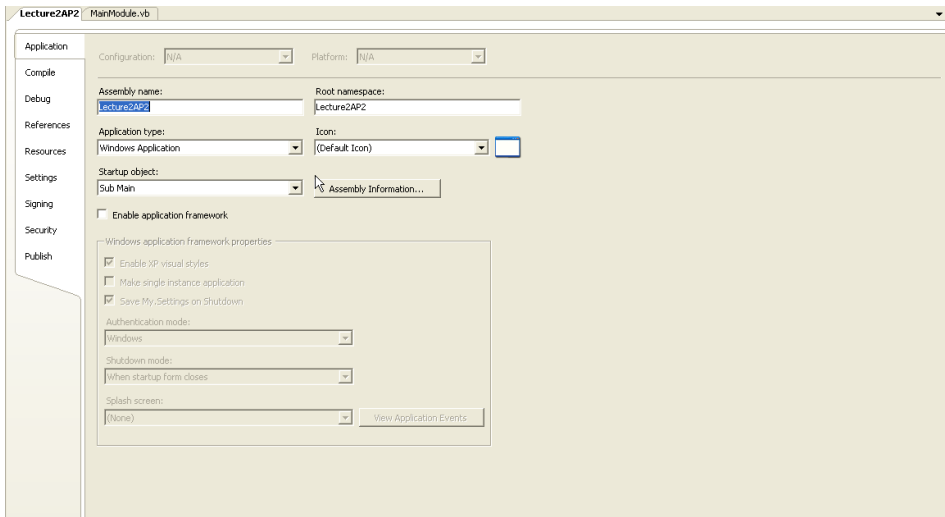 Lecture2AP2 MainModule.vb
Application
Compile
Debug
References
Resources
Settings
Signing
Security
Publish
Configuration: N/A Platform: N/A
Assembly name: Root namespace:
Lecture2AP2 Lecture2AP2
Application type: Icon:
Windows Application (Default Icon)
Startup object:
Sub Main Assembly Information...
Enable application framework
Windows application framework properties
Enable XP visual styles
Make single instance application
Save My.Settings on Shutdown
Authentication mode:
Windows
Shutdown mode:
When startup form closes
Splash screen:
(None) View Application Events